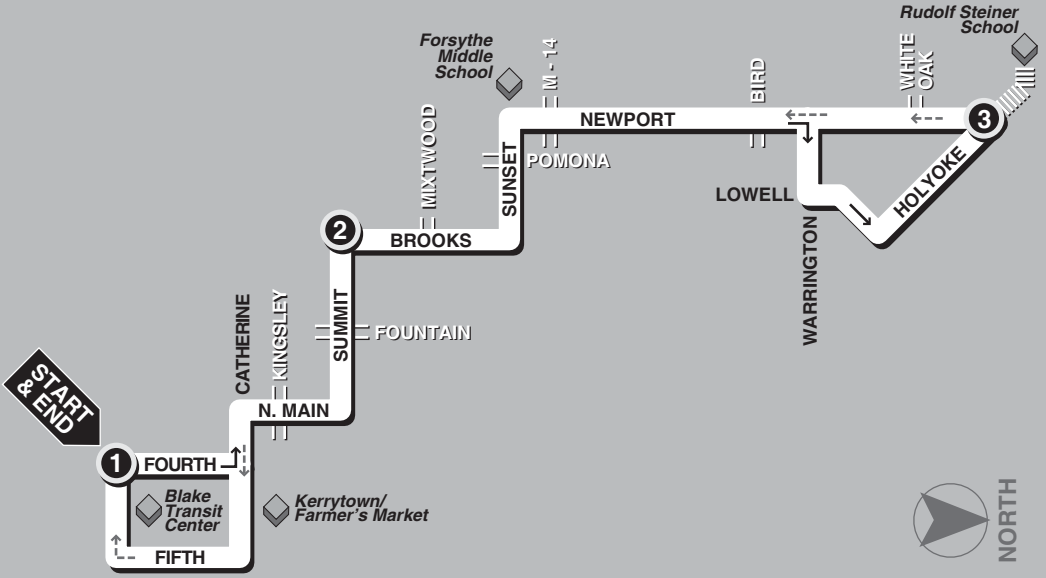 Rudolf Steiner
School
Forsythe
Middle
School
M - 14
BIRD
WHITE
OAK
NEWPORT
3
MIXTWOOD
SUNSET
POMONA
HOLYOKE
LOWELL
2
BROOKS
WARRINGTON
CATHERINE
KINGSLEY
SUMMIT
FOUNTAIN
START
& END
N. MAIN
1
FOURTH
Blake
Transit
Center
Kerrytown/
Farmer's Market
FIFTH
NORTH